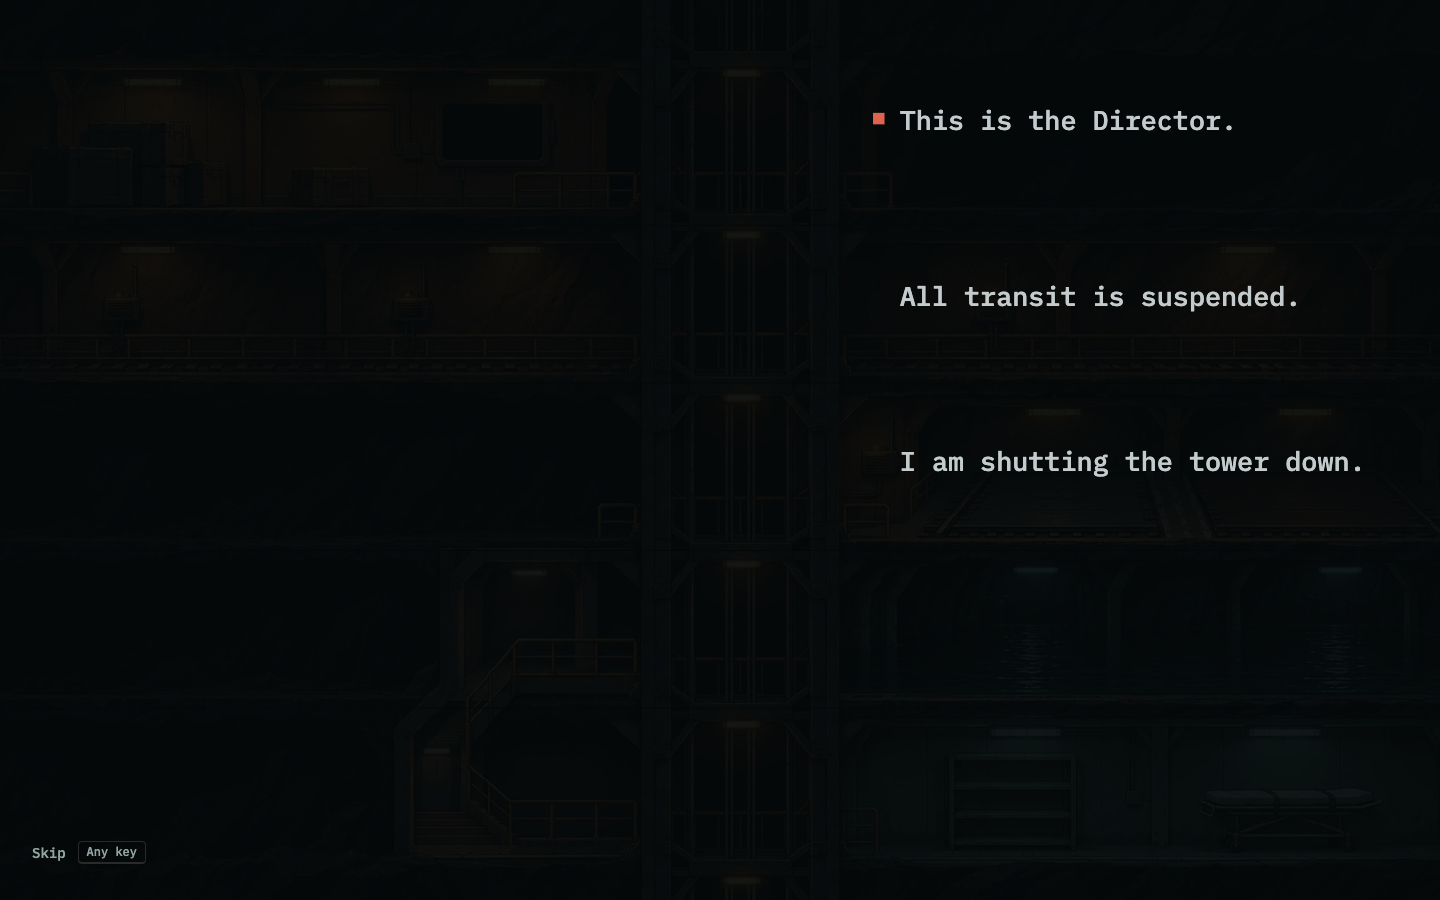 This is the Director.
All transit is suspended.
I am shutting the tower down.
Skip Any key